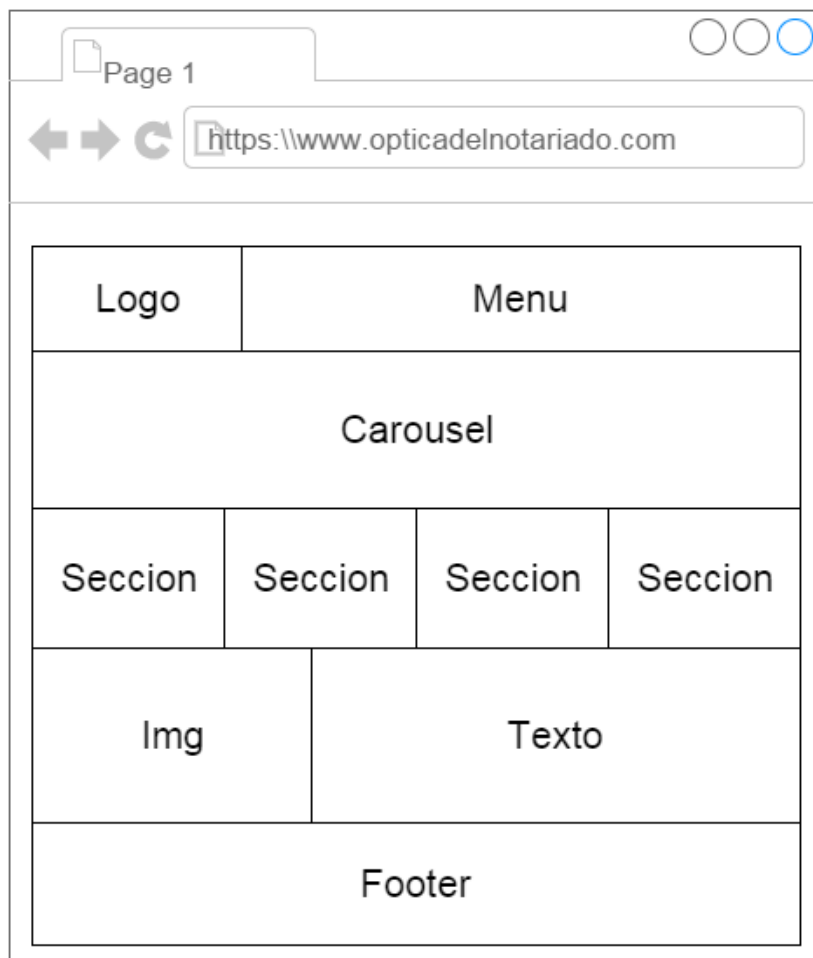 Page 1
https:\\www.opticadelnotariado.com
Logo
Menu
Carousel
Seccion
Seccion
Seccion
Seccion
Img
Texto
Footer